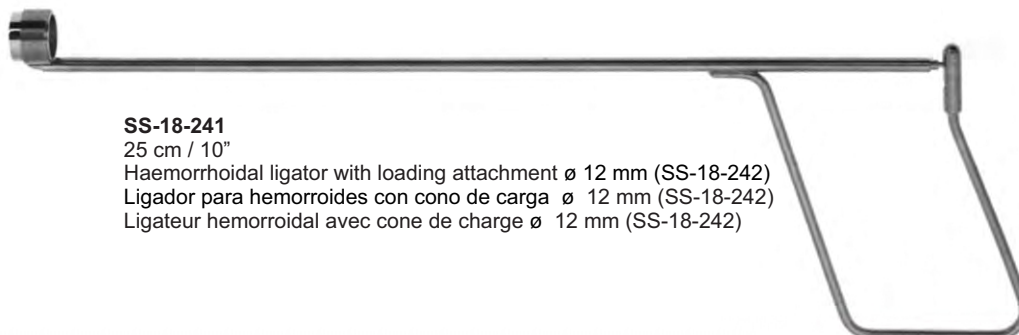 SS-18-241
25 cm / 10”
Haemorrhoidal ligator with loading attachment ø 12 mm (SS-18-242)
Ligador para hemorroides con cono de carga ø 12 mm (SS-18-242)
Ligateur hemorroidal avec cone de charge ø 12 mm (SS-18-242)